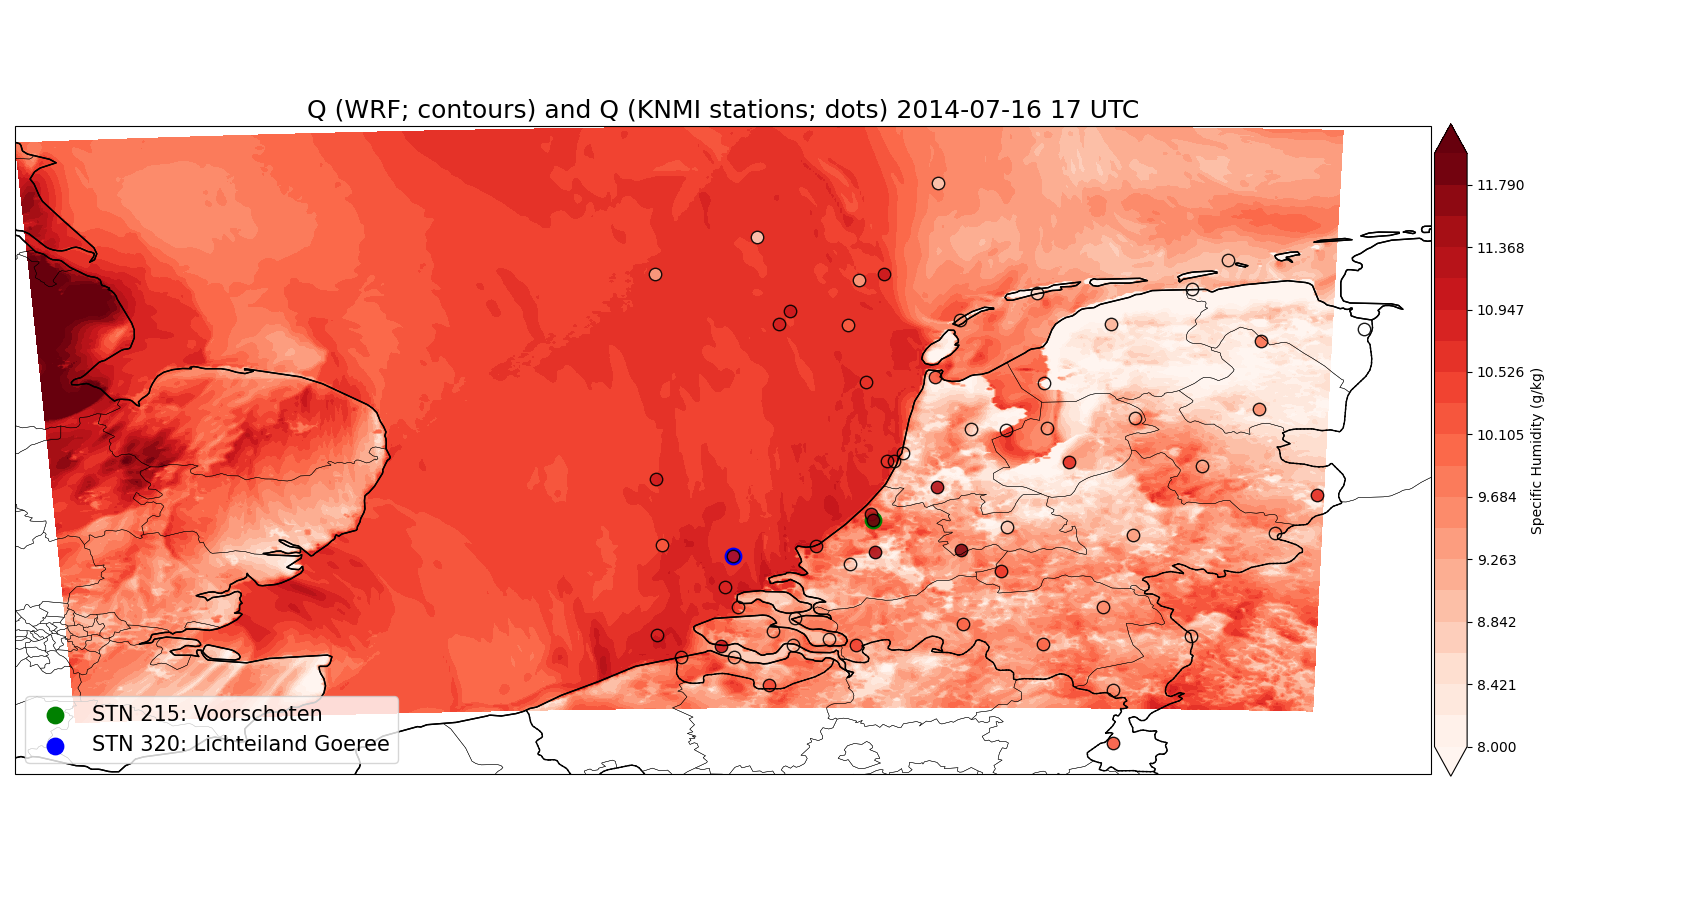 Q (WRF; contours) and Q (KNMI stations; dots) 2014-07-16 17 UTC
11.790
11.368
10.947
10.526
10.105
9.684
9.263
8.842
8.421
8.000
Specific Humidity (g/kg)
STN 215: Voorschoten
STN 320: Lichteiland Goeree